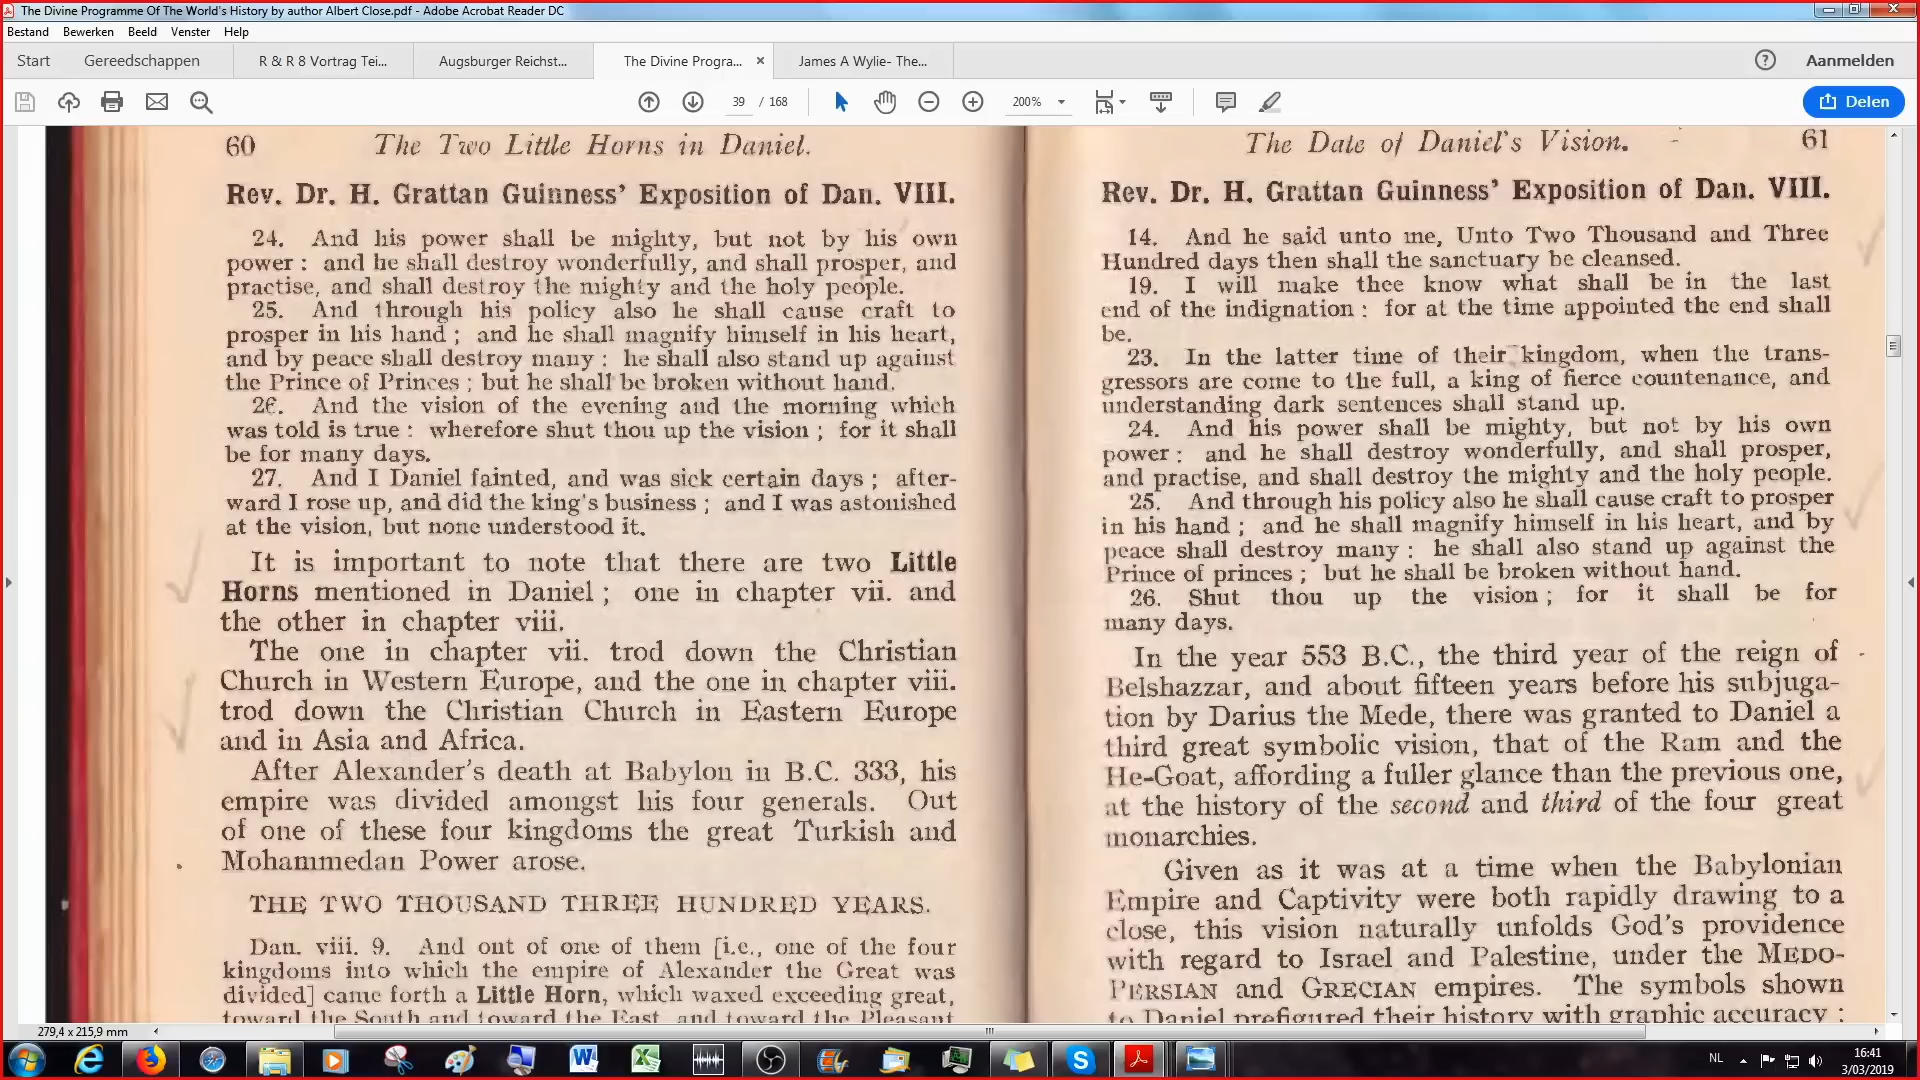 The Divine Programme Of The World's History by author Albert Close.pdf - Adobe Acrobat Reader DC
Bestand Bewerken Beeld Venster Help
Start Gereedschappen R & R 8 Vortrag Tei... Augsburger Reichst... The Divine Progra... × James A Wylie- The... ? Aanmelden
39 / 168 200% Delen
60 The Two Little Horns in Daniel.
Rev. Dr. H. Grattan Guinness' Exposition of Dan. VIII.
24. And his power shall be mighty, but not by his own
power : and he shall destroy wonderfully, and shall prosper, and
practise, and shall destroy the mighty and the holy people.
25. And through his policy also he shall cause craft to
prosper in his hand ; and he shall magnify himself in his heart,
and by peace shall destroy many : he shall also stand up against
the Prince of Princes ; but he shall be broken without hand.
26. And the vision of the evening and the morning which
was told is true : wherefore shut thou up the vision ; for it shall
be for many days.
27. And I Daniel fainted, and was sick certain days ; after-
ward I rose up, and did the king's business ; and I was astonished
at the vision, but none understood it.
It is important to note that there are two Little
Horns mentioned in Daniel ; one in chapter vii. and
the other in chapter viii.
The one in chapter vii. trod down the Christian
Church in Western Europe, and the one in chapter viii.
trod down the Christian Church in Eastern Europe
and in Asia and Africa.
After Alexander's death at Babylon in B.C. 333, his
empire was divided amongst his four generals. Out
of one of these four kingdoms the great Turkish and
Mohammedan Power arose.
THE TWO THOUSAND THREE HUNDRED YEARS.
Dan. viii. 9. And out of one of them [i.e., one of the four
kingdoms into which the empire of Alexander the Great was
divided] came forth a Little Horn, which waxed exceeding great,
toward the South and toward the East, and toward the Pleasant
The Date of Daniel's Vision. 61
Rev. Dr. H. Grattan Guinness' Exposition of Dan. VIII.
14. And he said unto me, Unto Two Thousand and Three
Hundred days then shall the sanctuary be cleansed.
19. I will make thee know what shall be in the last
end of the indignation : for at the time appointed the end shall
be.
23. In the latter time of their kingdom, when the trans-
gressors are come to the full, a king of fierce countenance, and
understanding dark sentences shall stand up.
24. And his power shall be mighty, but not by his own
power : and he shall destroy wonderfully, and shall prosper,
and practise, and shall destroy the mighty and the holy people.
25. And through his policy also he shall cause craft to prosper
in his hand ; and he shall magnify himself in his heart, and by
peace shall destroy many : he shall also stand up against the
Prince of princes ; but he shall be broken without hand.
26. Shut thou up the vision ; for it shall be for
many days.
In the year 553 B.C., the third year of the reign of
Belshazzar, and about fifteen years before his subjuga-
tion by Darius the Mede, there was granted to Daniel a
third great symbolic vision, that of the Ram and the
He-Goat, affording a fuller glance than the previous one,
at the history of the second and third of the four great
monarchies.
Given as it was at a time when the Babylonian
Empire and Captivity were both rapidly drawing to a
close, this vision naturally unfolds God's providence
with regard to Israel and Palestine, under the MEDO-
PERSIAN and GRECIAN empires. The symbols shown
to Daniel prefigured their history with graphic accuracy :
279,4 x 215,9 mm
NL 16:41
3/03/2019